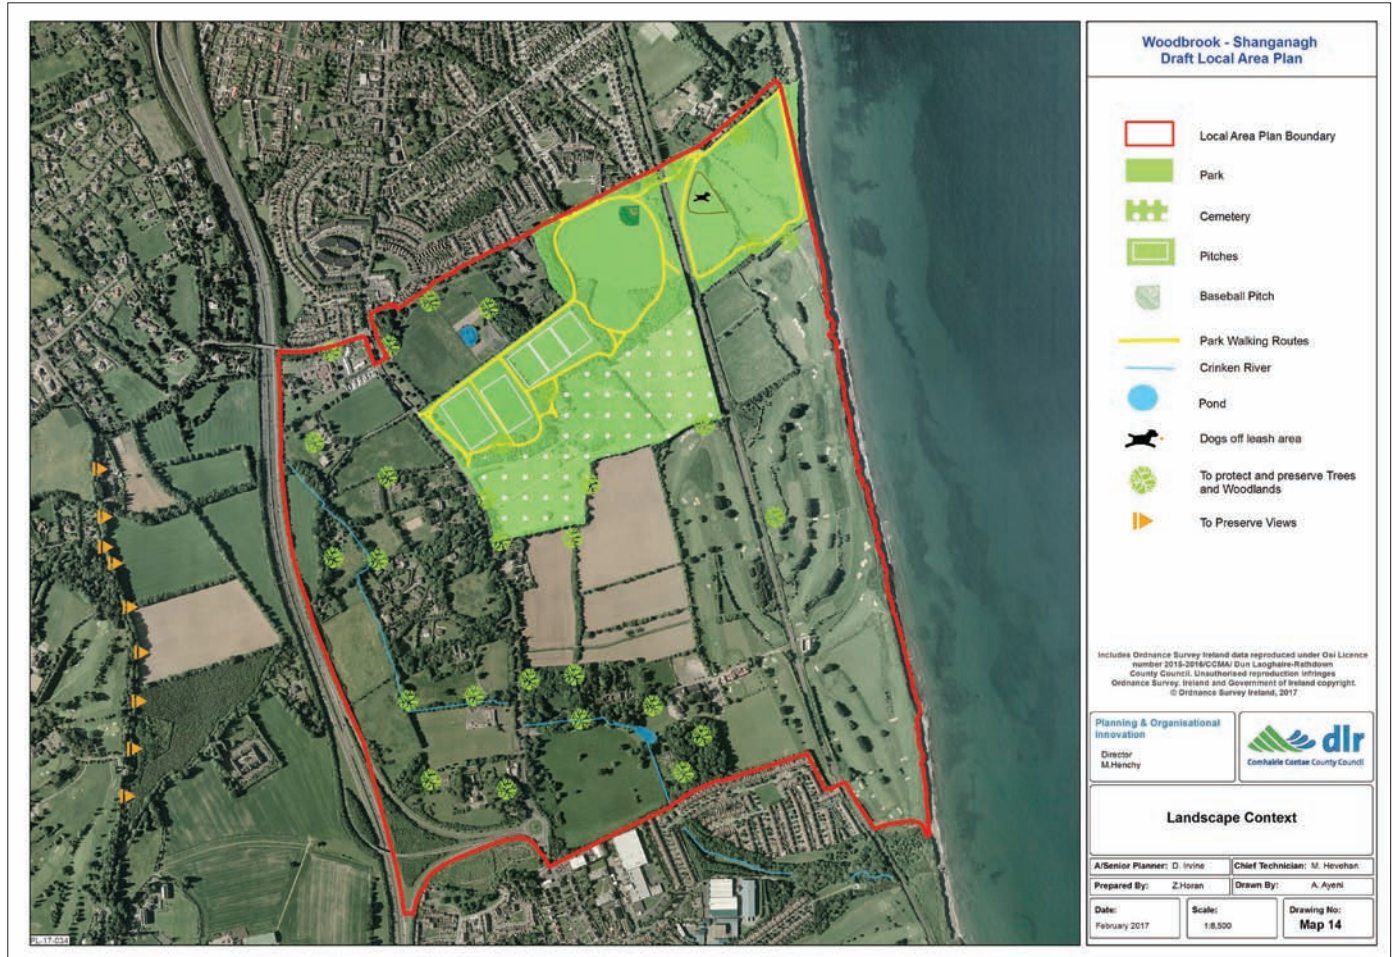 Woodbrook - Shanganagh
Draft Local Area Plan
Local Area Plan Boundary
Park
Cemetery
Pitches
Baseball Pitch
Park Walking Routes
Crinken River
Pond
Dogs off leash area
To protect and preserve Trees
and Woodlands
To Preserve Views
Includes Ordnance Survey Ireland data reproduced under Osi Licence
number 2015-2016/CCMA/ Dun Laoghaire-Rathdown
County Council. Unauthorised reproduction infringes
Ordnance Survey, Ireland and Government of Ireland copyright.
© Ordnance Survey Ireland, 2017
Planning & Organisational
Innovation
Director
M.Henchy
dlr
Comhairle Contae County Council
Landscape Context
A/Senior Planner: D. Irvine
Chief Technician: M. Hevehan
Prepared By: Z.Horan
Drawn By: A. Ayeni
Date:
February 2017
Scale:
1:6,500
Drawing No:
Map 14
PL-17-034